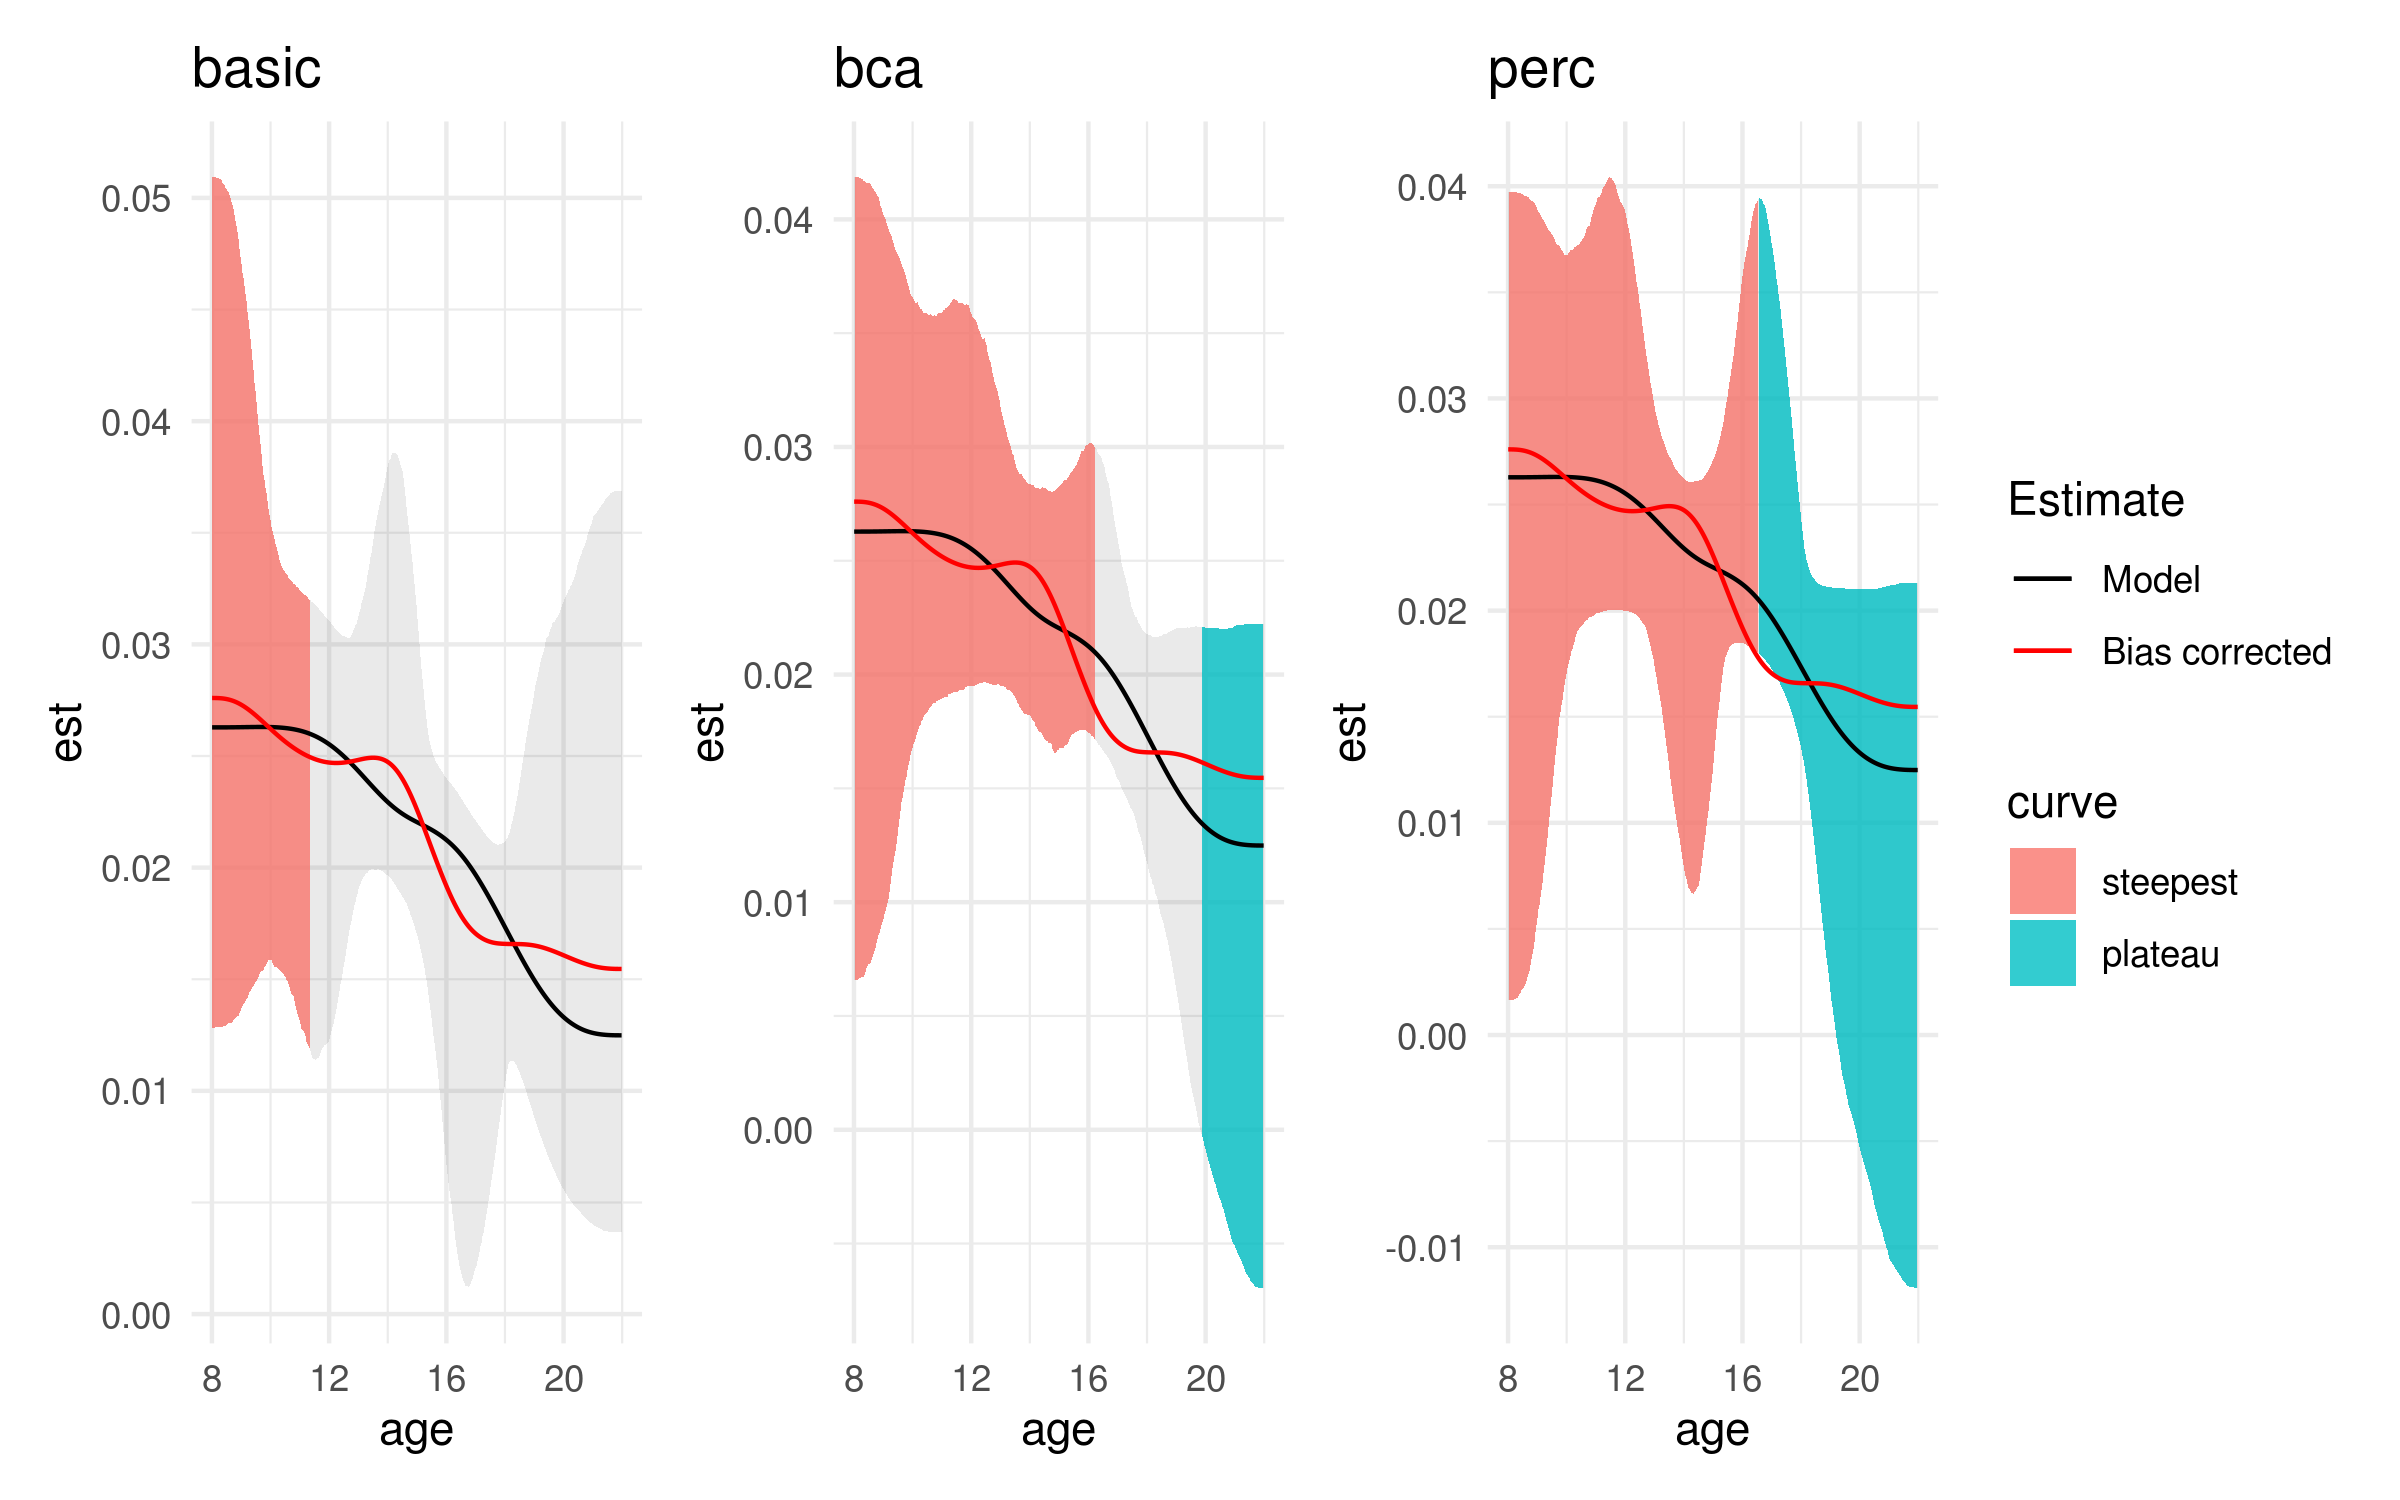 basic
est
0.05
0.04
0.03
0.02
0.01
0.00
8 12 16 20
age
bca
est
0.04
0.03
0.02
0.01
0.00
8 12 16 20
age
perc
est
0.04
0.03
0.02
0.01
0.00
-0.01
8 12 16 20
age
Estimate
Model
Bias corrected
curve
steepest
plateau